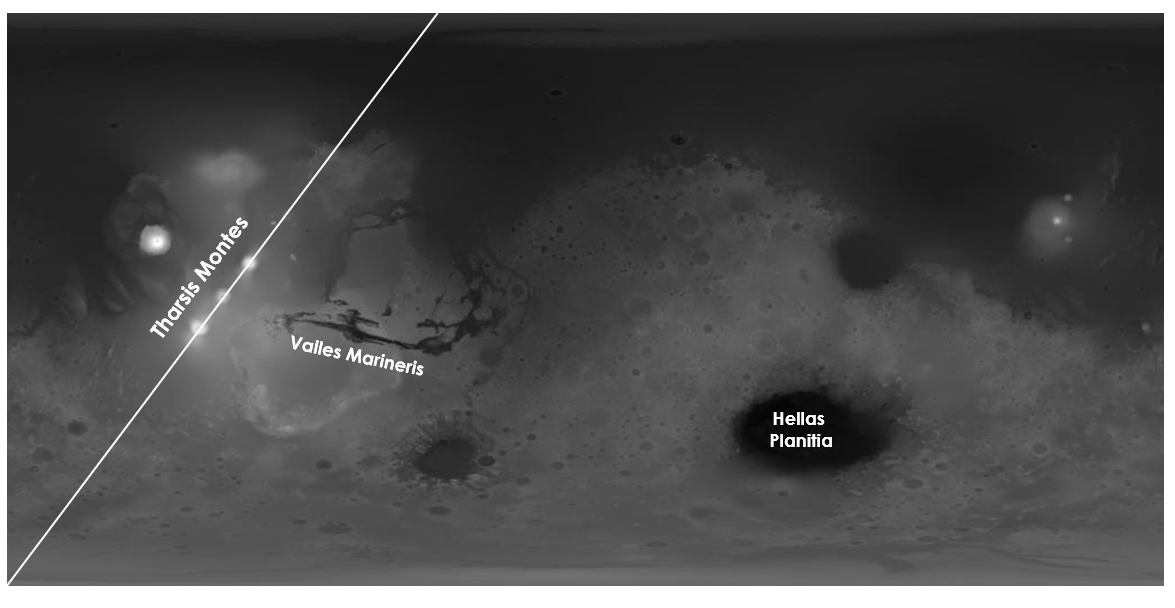 Tharsis Montes
Valles Marineris
Hellas
Planitia